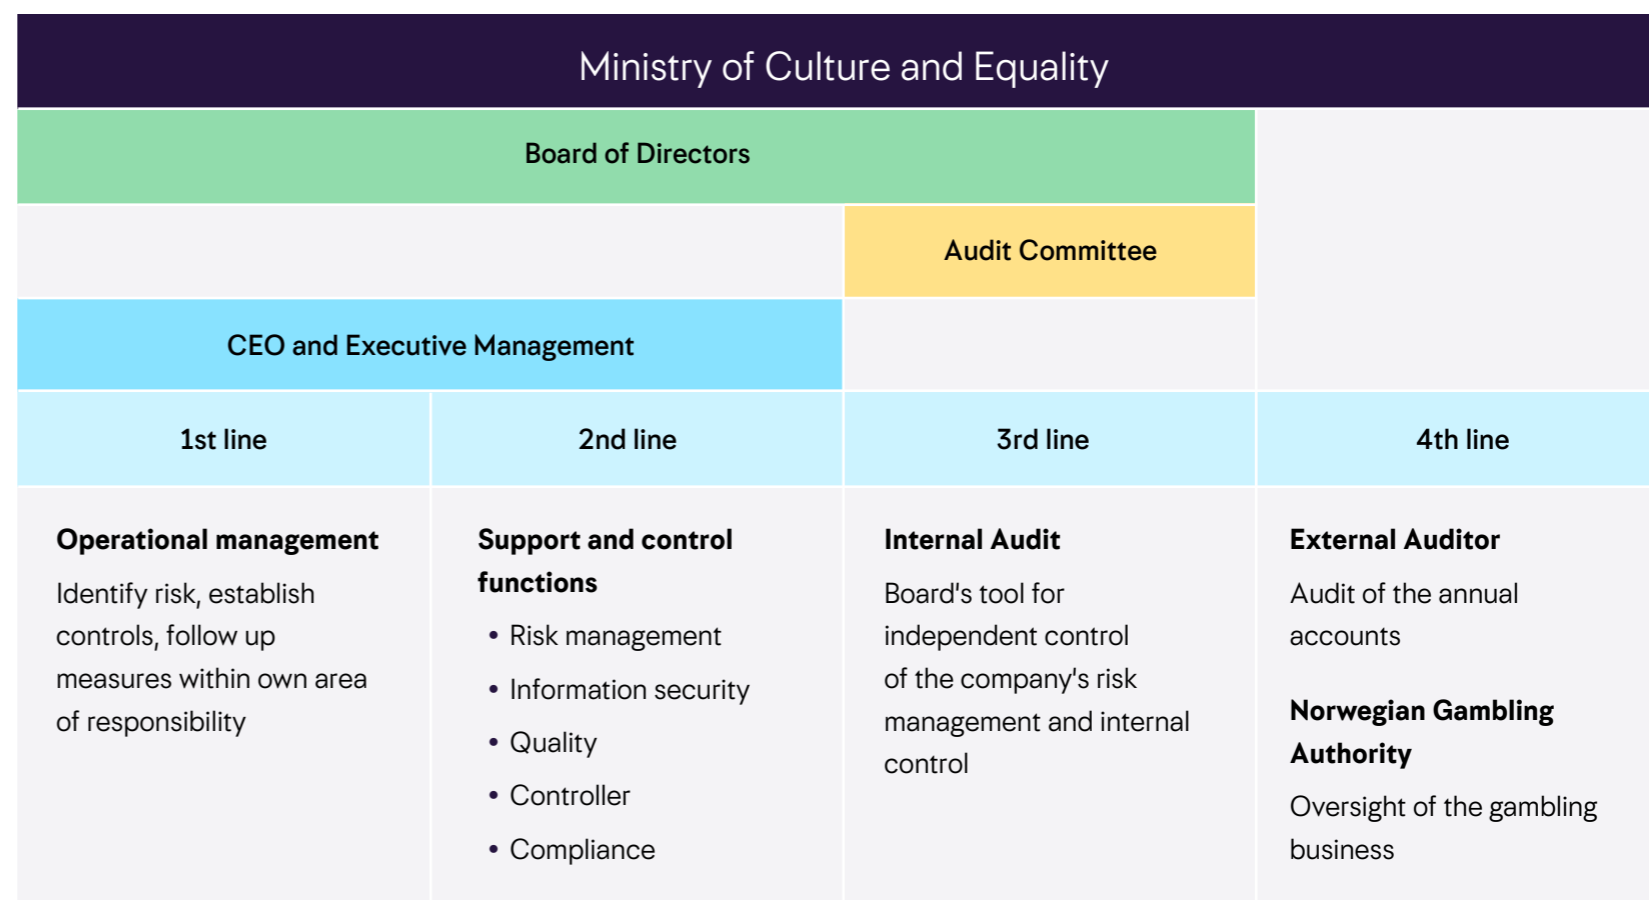 Ministry of Culture and Equality
Board of Directors
Audit Committee
CEO and Executive Management
1st line
2nd line
3rd line
4th line
Operational management
Identify risk, establish
controls, follow up
measures within own area
of responsibility
Support and control
functions
• Risk management
• Information security
• Quality
• Controller
• Compliance
Internal Audit
Board's tool for
independent control
of the company's risk
management and internal
control
External Auditor
Audit of the annual
accounts
Norwegian Gambling
Authority
Oversight of the gambling
business